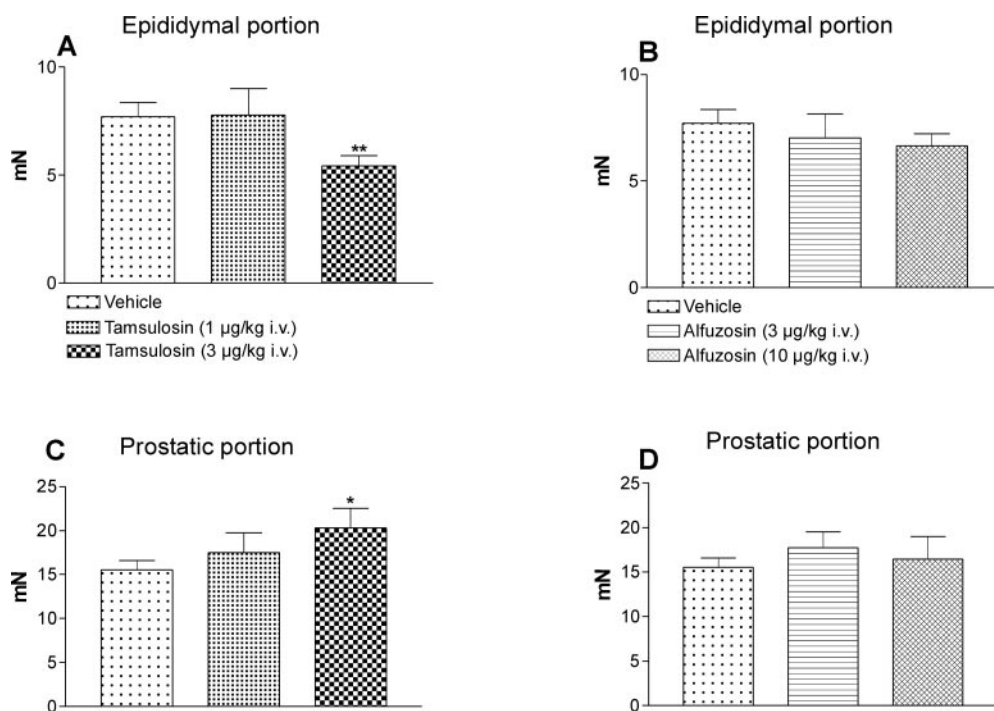 A
Epididymal portion
10
5
0
mN
**
Vehicle
Tamsulosin (1 µg/kg i.v.)
Tamsulosin (3 µg/kg i.v.)
B
Epididymal portion
10
5
0
mN
Vehicle
Alfuzosin (3 µg/kg i.v.)
Alfuzosin (10 µg/kg i.v.)
C
Prostatic portion
25
20
15
10
5
0
mN
*
D
Prostatic portion
25
20
15
10
5
0
mN